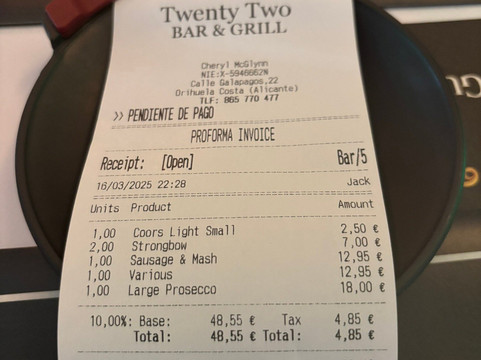 Twenty Two
BAR & GRILL
Cheryl McGlynn
NIE:X-5946662N
Calle Galapagos,22
Orihuela Costa (Alicante)
TLF: 865 770 477
>> PENDIENTE DE PAGO
PROFORMA INVOICE
Receipt: [Open] Bar/5
16/03/2025 22:28 Jack
Units Product Amount
1,00 Coors Light Small 2,50 €
2,00 Strongbow 7,00 €
1,00 Sausage & Mash 12,95 €
1,00 Various 12,95 €
1,00 Large Prosecco 18,00 €
10,00%: Base: 48,55 € Tax 4,85 €
Total: 48,55 € Total: 4,85 €